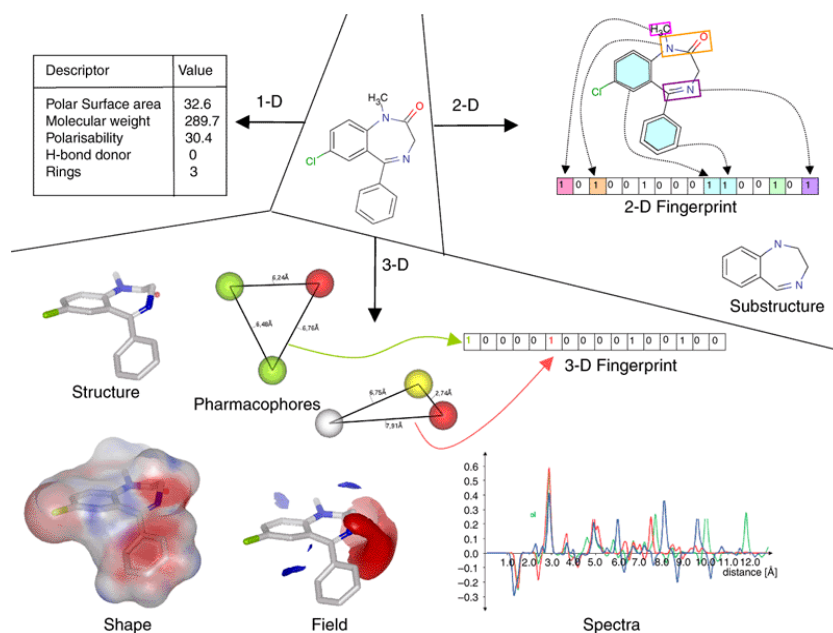 Descriptor Value
Polar Surface area 32.6
Molecular weight 289.7
Polarisability 30.4
H-bond donor 0
Rings 3
1-D
H₃C
N
O
Cl
N
2-D
H₃C
N
O
Cl
N
1 0 1 0 0 1 0 0 0 1 1 0 0 1 0 1
2-D Fingerprint
N
N
Substructure
3-D
N
N
O
Structure
6,24Å
6,48Å
6,76Å
Pharmacophores
1 0 0 0 0 1 0 0 0 0 1 0 0 1 0 0
3-D Fingerprint
6,75Å
2,74Å
7,91Å
Shape
Field
0.6
0.5
0.4
0.3
0.2
0.1
0.0
−0.1
−0.2
−0.3
1.0 2.0 3.0 4.0 5.0 6.0 7.0 8.0 9.0 10.0 11.0 12.0
distance [Å]
Spectra